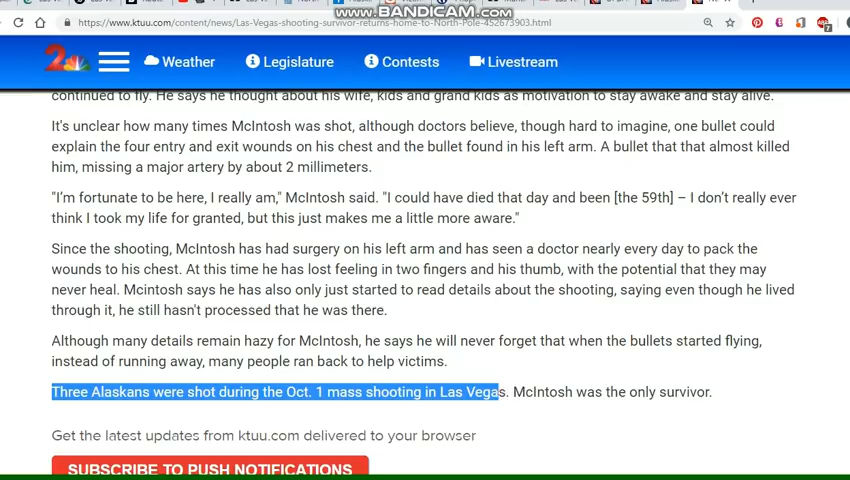 www.BANDICAM.com
https://www.ktuu.com/content/news/Las-Vegas-shooting-survivor-returns-home-to-North-Pole-452673903.html
2 Weather Legislature Contests Livestream
continued to fly. He says he thought about his wife, kids and grand kids as motivation to stay awake and stay alive.
It's unclear how many times McIntosh was shot, although doctors believe, though hard to imagine, one bullet could
explain the four entry and exit wounds on his chest and the bullet found in his left arm. A bullet that that almost killed
him, missing a major artery by about 2 millimeters.
"I'm fortunate to be here, I really am," McIntosh said. "I could have died that day and been [the 59th] – I don't really ever
think I took my life for granted, but this just makes me a little more aware."
Since the shooting, McIntosh has had surgery on his left arm and has seen a doctor nearly every day to pack the
wounds to his chest. At this time he has lost feeling in two fingers and his thumb, with the potential that they may
never heal. Mcintosh says he has also only just started to read details about the shooting, saying even though he lived
through it, he still hasn't processed that he was there.
Although many details remain hazy for McIntosh, he says he will never forget that when the bullets started flying,
instead of running away, many people ran back to help victims.
Three Alaskans were shot during the Oct. 1 mass shooting in Las Vegas. McIntosh was the only survivor.
Get the latest updates from ktuu.com delivered to your browser
SUBSCRIBE TO PUSH NOTIFICATIONS